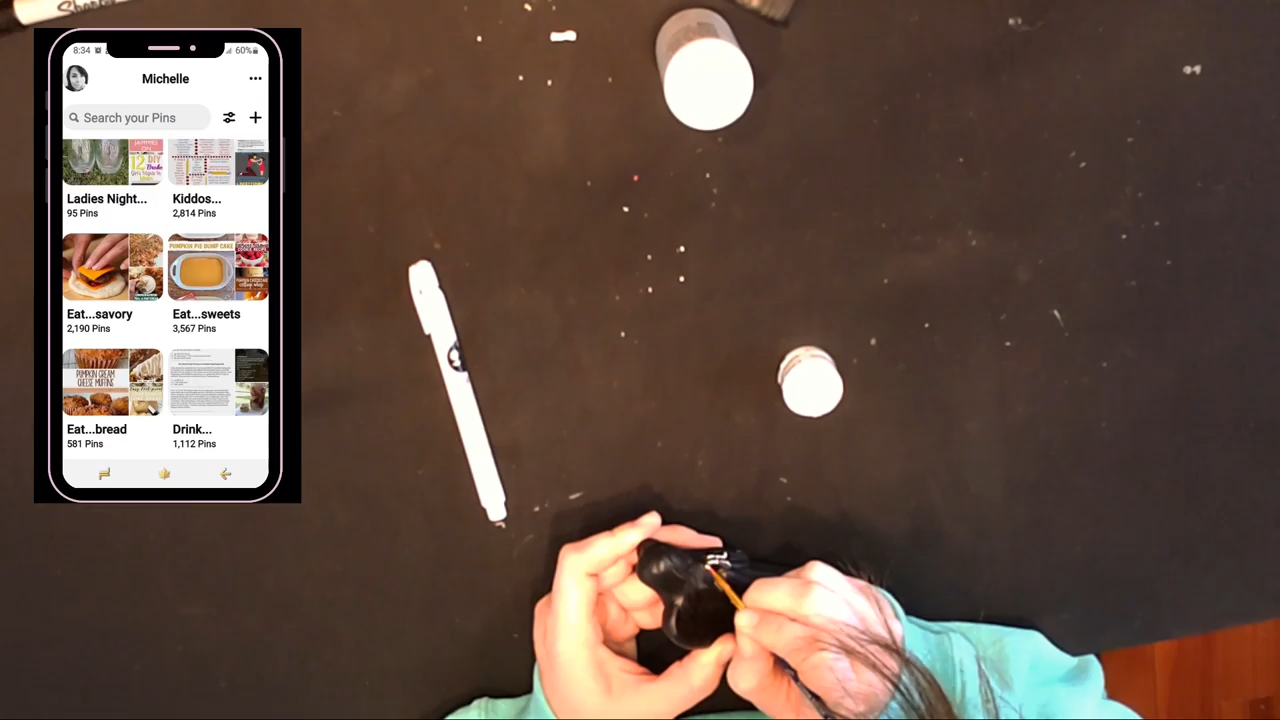 Sharpie
8:34
60%
Michelle
Search your Pins
12 DIY
Ladies Night...
95 Pins
Kiddos...
2,814 Pins
PUMPKIN PIE DUMP CAKE
Eat...savory
2,190 Pins
Eat...sweets
3,567 Pins
PUMPKIN CREAM
CHEESE MUFFINS
Eat...bread
581 Pins
Drink...
1,112 Pins